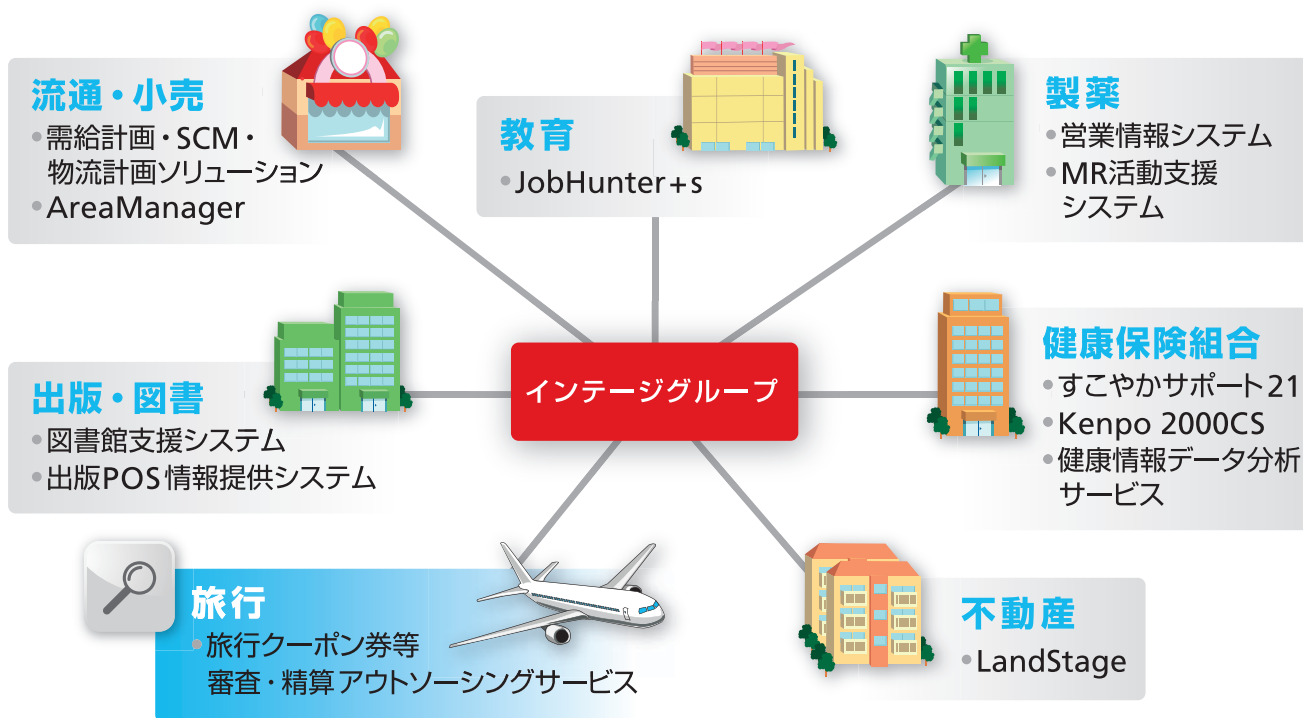 流通・小売
•需給計画・SCM・
物流計画ソリューション
•AreaManager
教育
•JobHunter+s
製薬
•営業情報システム
•MR活動支援
システム
出版・図書
•図書館支援システム
•出版POS情報提供システム
インテージグループ
健康保険組合
•すこやかサポート21
•Kenpo 2000CS
•健康情報データ分析
サービス
旅行
•旅行クーポン券等
審査・精算アウトソーシングサービス
不動産
•LandStage